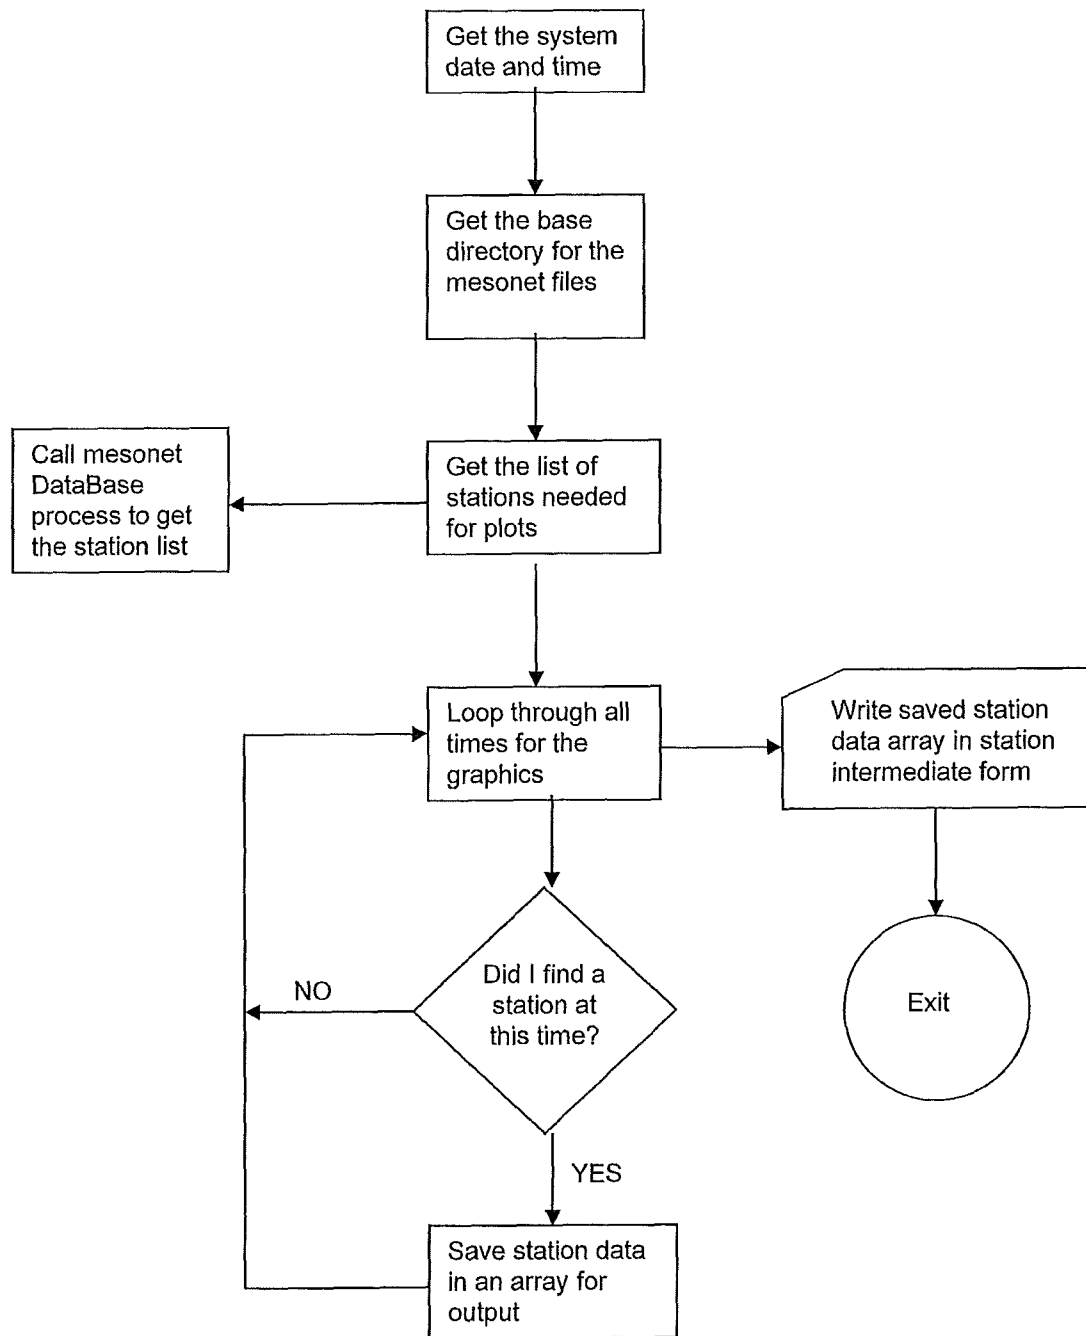 Get the system
date and time
Get the base
directory for the
mesonet files
Call mesonet
DataBase
process to get
the station list
Get the list of
stations needed
for plots
Loop through all
times for the
graphics
Write saved station
data array in station
intermediate form
Did I find a
station at
this time?
NO
Exit
YES
Save station data
in an array for
output